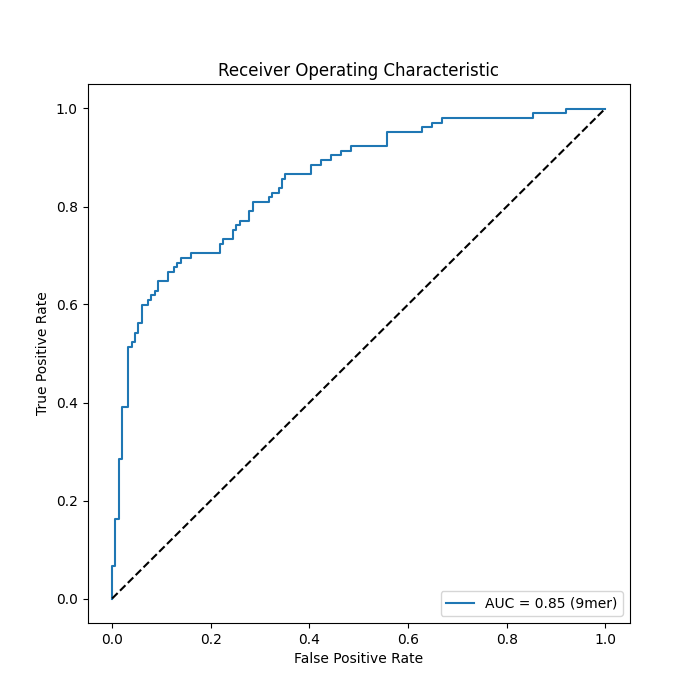 Receiver Operating Characteristic
True Positive Rate
1.0
0.8
0.6
0.4
0.2
0.0
AUC = 0.85 (9mer)
0.0 0.2 0.4 0.6 0.8 1.0
False Positive Rate